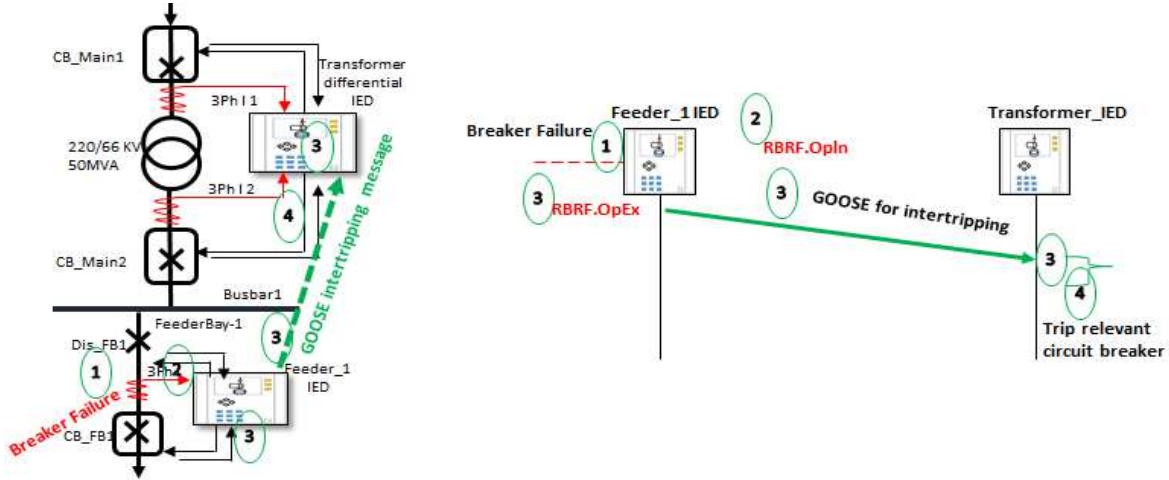 CB_Main1
Transformer
differential
IED
3Ph I 1
220/66 KV
50MVA
3
3Ph I 2
4
CB_Main2
GOOSE intertripping message
Busbar1
FeederBay-1
3
Dis_FB1
1
3Ph
2
Feeder_1
IED
Breaker Failure
CB_FB1
3
Feeder_1 IED
2
Transformer_IED
Breaker Failure
1
RBRF.OpIn
3
RBRF.OpEx
3
GOOSE for intertripping
3
4
Trip relevant
circuit breaker